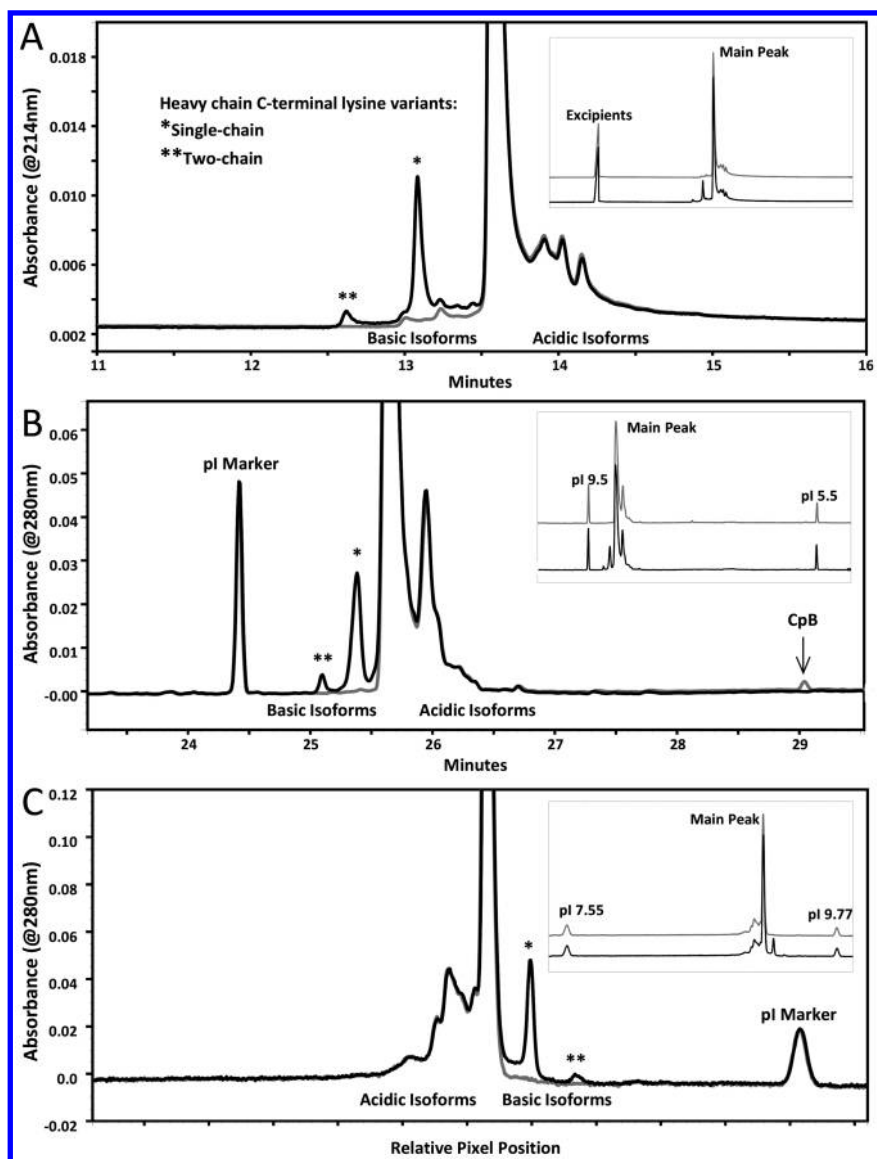 A
0.018
0.014
0.010
0.006
0.002
Absorbance (@214nm)
Heavy chain C-terminal lysine variants:
*Single-chain
**Two-chain
*
**
Main Peak
Excipients
Basic Isoforms
Acidic Isoforms
11
12
13
14
15
16
Minutes
B
0.06
0.05
0.04
0.03
0.02
0.01
-0.00
Absorbance (@280nm)
pI Marker
*
**
Main Peak
pI 9.5
pI 5.5
CpB
Basic Isoforms
Acidic Isoforms
24
25
26
27
28
29
Minutes
C
0.12
0.10
0.08
0.06
0.04
0.02
0.0
-0.02
Absorbance (@280nm)
Main Peak
pI 7.55
pI 9.77
*
**
pI Marker
Acidic Isoforms
Basic Isoforms
Relative Pixel Position